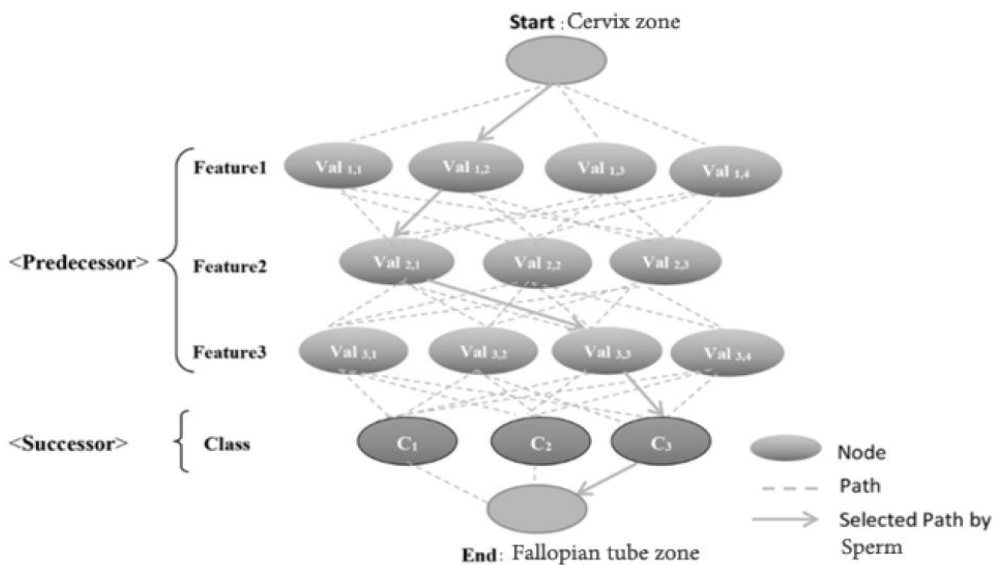 Start : Cervix zone
Feature1
Val 1,1
Val 1,2
Val 1,3
Val 1,4
<Predecessor>
Feature2
Val 2,1
Val 2,2
Val 2,3
Feature3
Val 3,1
Val 3,2
Val 3,3
Val 3,4
<Successor>
Class
C1
C2
C3
Node
Path
Selected Path by
Sperm
End: Fallopian tube zone